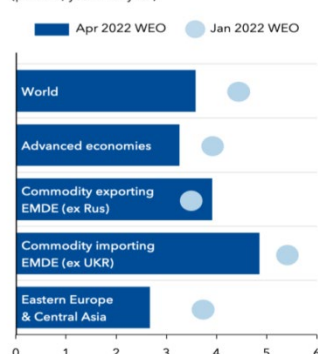 Apr 2022 WEO Jan 2022 WEO
World
Advanced economies
Commodity exporting
EMDE (ex Rus)
Commodity importing
EMDE (ex UKR)
Eastern Europe
& Central Asia
0 1 2 3 4 5 6